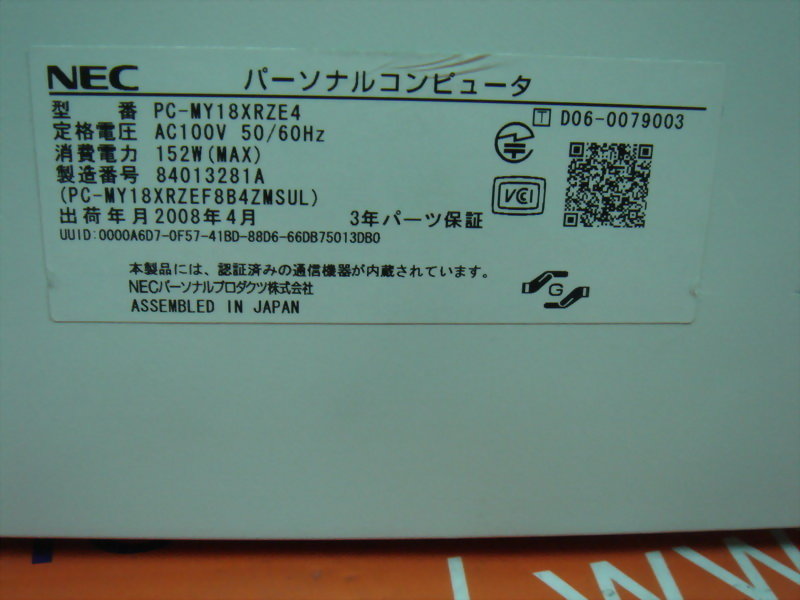 NEC パーソナルコンピュータ
型 番 PC-MY18XRZE4
T D06-0079003
定格電圧 AC100V 50/60Hz
消費電力 152W(MAX)
製造番号 84013281A
(PC-MY18XRZEF8B4ZMSUL)
VCCI
出荷年月2008年4月 3年パーツ保証
UUID:0000A6D7-0F57-41BD-88D6-66DB75013DB0
本製品には、認証済みの通信機器が内蔵されています。
NECパーソナルプロダクツ株式会社
G
ASSEMBLED IN JAPAN